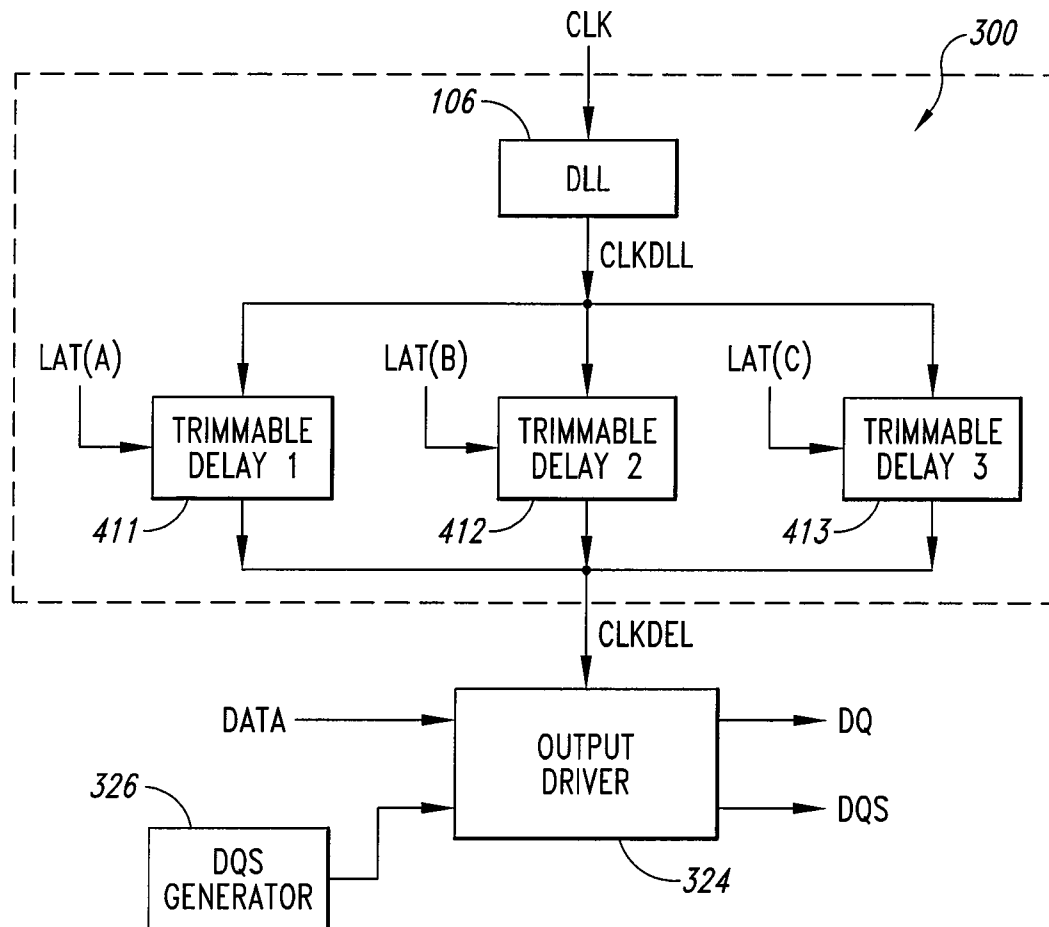 CLK
300
106
DLL
CLKDLL
LAT(A)
LAT(B)
LAT(C)
TRIMMABLE
DELAY 1
TRIMMABLE
DELAY 2
TRIMMABLE
DELAY 3
411
412
413
CLKDEL
DATA
OUTPUT
DRIVER
DQ
DQS
326
DQS
GENERATOR
324